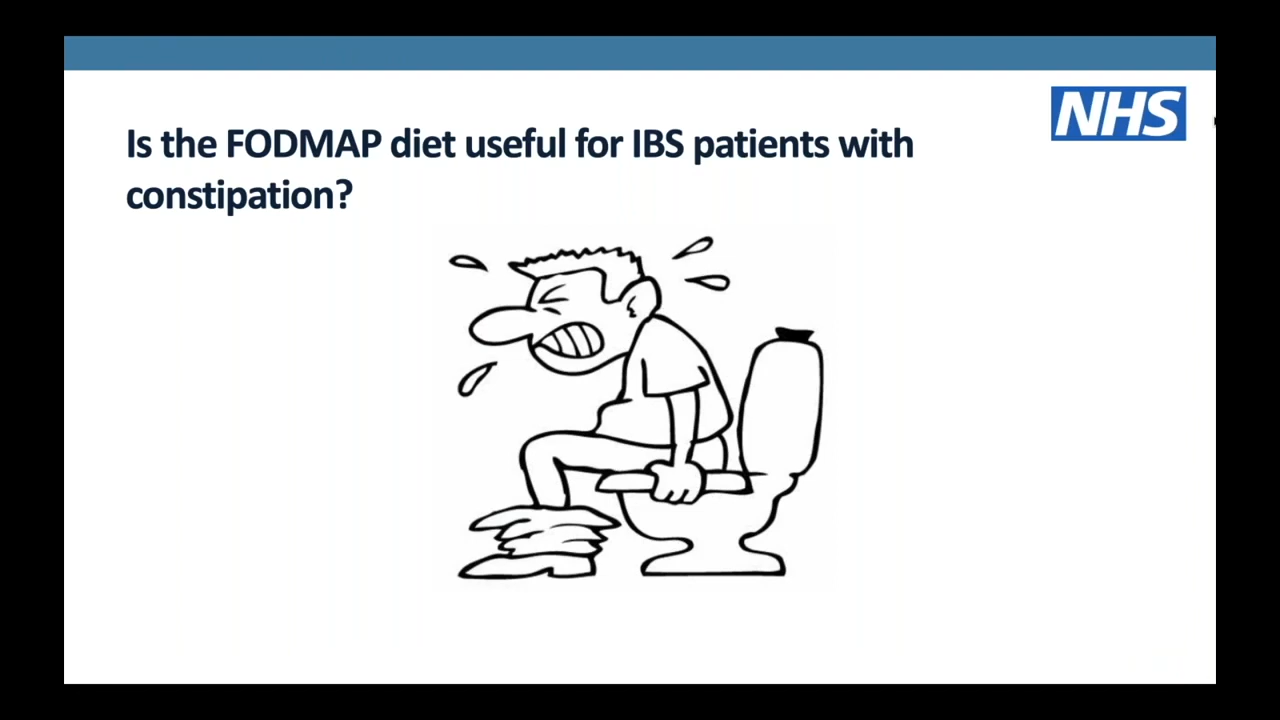 NHS
Is the FODMAP diet useful for IBS patients with
constipation?